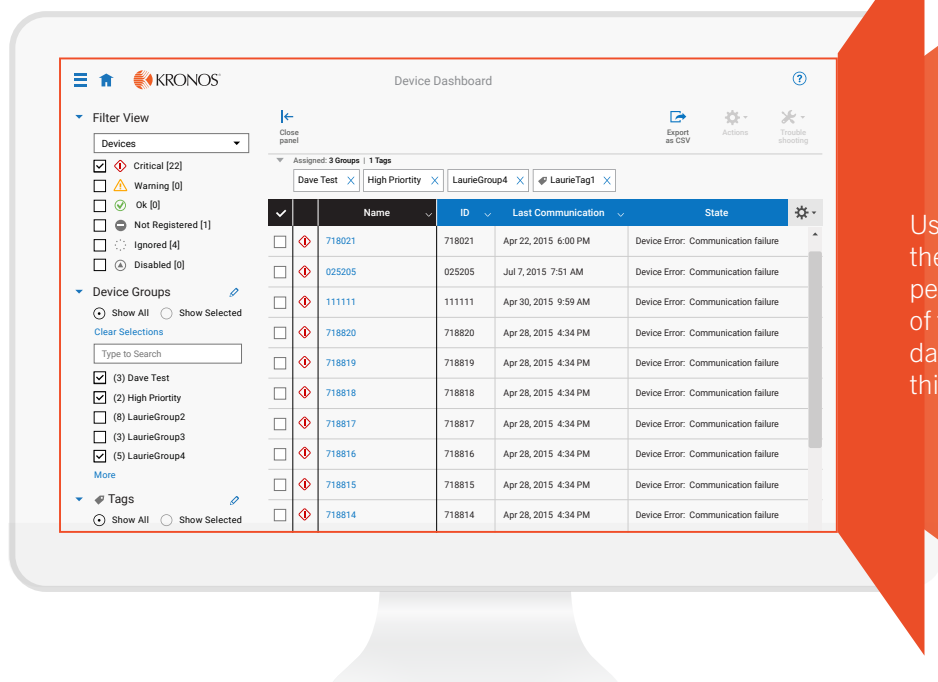 KRONOS
Device Dashboard
Filter View
Devices
Critical [22]
Warning [0]
Ok [0]
Not Registered [1]
Ignored [4]
Disabled [0]
Device Groups
Show All Show Selected
Clear Selections
Type to Search
(3) Dave Test
(2) High Priortity
(8) LaurieGroup2
(3) LaurieGroup3
(5) LaurieGroup4
More
Tags
Show All Show Selected
Close
panel
Export
as CSV
Actions
Trouble
shooting
Assigned: 3 Groups | 1 Tags
Dave Test X High Priortity X LaurieGroup4 X LaurieTag1 X
Name ID Last Communication State
718021 718021 Apr 22, 2015 6:00 PM Device Error: Communication failure
025205 025205 Jul 7, 2015 7:51 AM Device Error: Communication failure
111111 111111 Apr 30, 2015 9:59 AM Device Error: Communication failure
718820 718820 Apr 28, 2015 4:34 PM Device Error: Communication failure
718819 718819 Apr 28, 2015 4:34 PM Device Error: Communication failure
718818 718818 Apr 28, 2015 4:34 PM Device Error: Communication failure
718817 718817 Apr 28, 2015 4:34 PM Device Error: Communication failure
718816 718816 Apr 28, 2015 4:34 PM Device Error: Communication failure
718815 718815 Apr 28, 2015 4:34 PM Device Error: Communication failure
718814 718814 Apr 28, 2015 4:34 PM Device Error: Communication failure
of